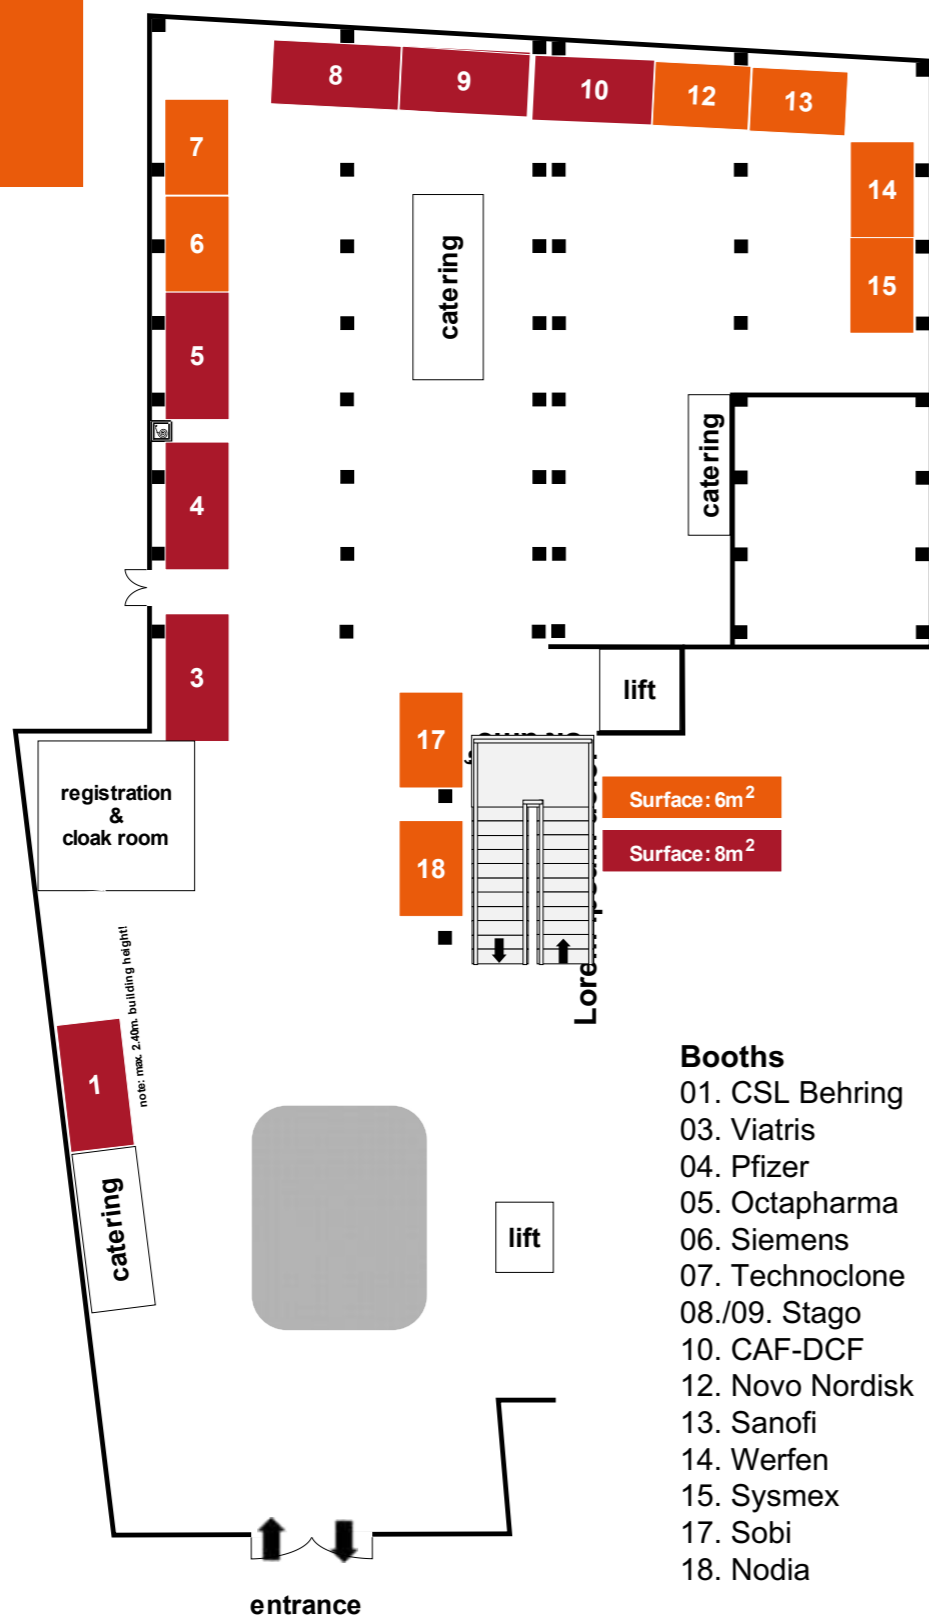 8
9
10
12
13
7
14
6
catering
15
5
catering
4
3
lift
17
registration
&
cloak room
Surface: 6m²
Surface: 8m²
18
note: max. 2.40m. building height!
1
catering
lift
Booths
01. CSL Behring
03. Viatris
04. Pfizer
05. Octapharma
06. Siemens
07. Technoclone
08./09. Stago
10. CAF-DCF
12. Novo Nordisk
13. Sanofi
14. Werfen
15. Sysmex
17. Sobi
18. Nodia
entrance